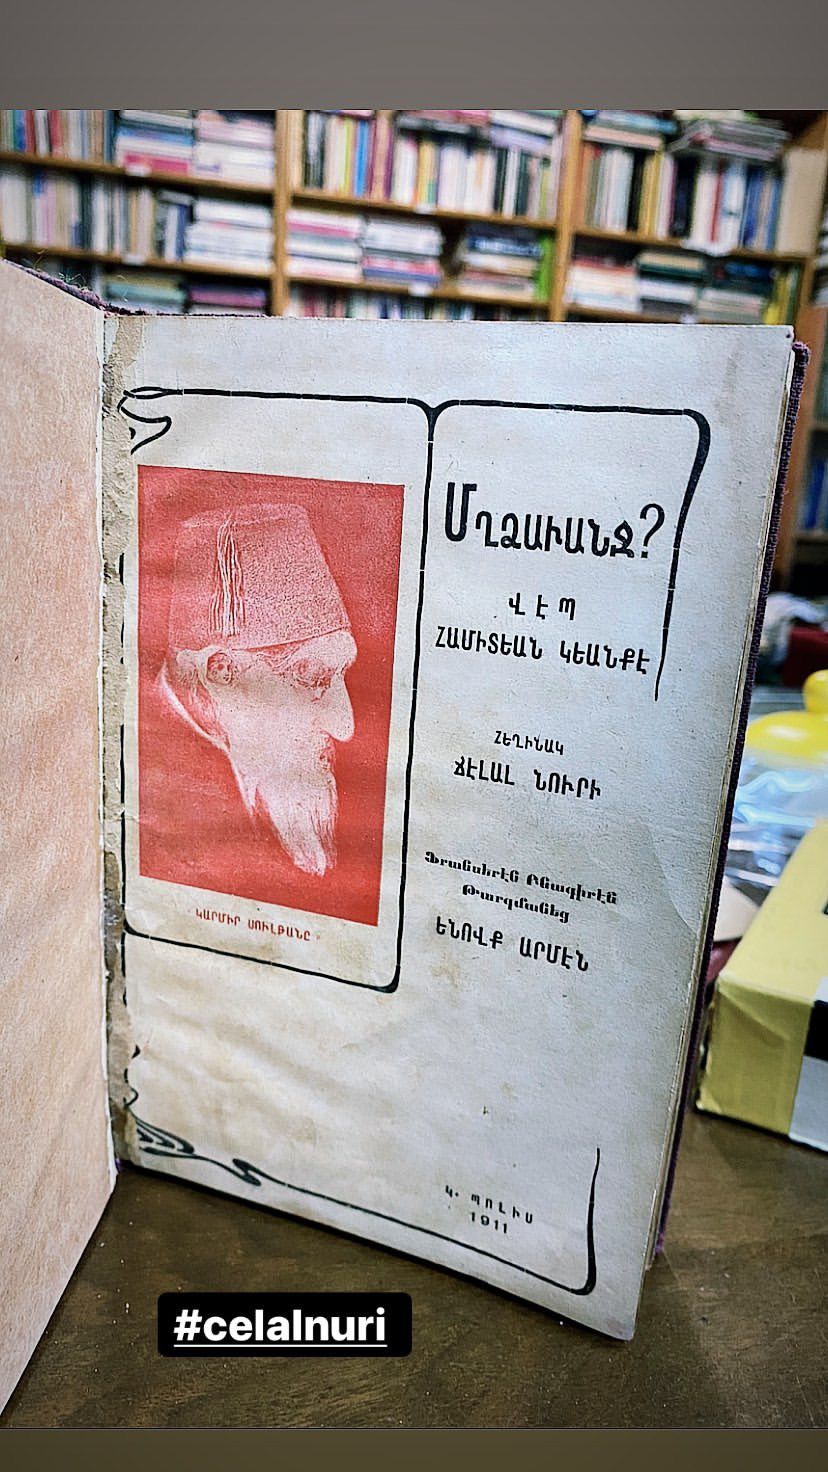 ՄՂՁԱՒԱՆՋ?
ՎԷՊ
ՀԱՄԻՏԵԱՆ ԿԵԱՆՔԷ
ՀԵՂԻՆԱԿ
ՃԷԼԱԼ ՆՈՒՐԻ
Ֆրանսերէն Բնագիրէն
Թարգմանեց
ԵՆՈՎՔ ԱՐՄԷՆ
ԿԱՐՄԻՐ ՍՈՒԼԹԱՆԸ
Կ. ՊՈԼԻՍ
1911
#celalnuri